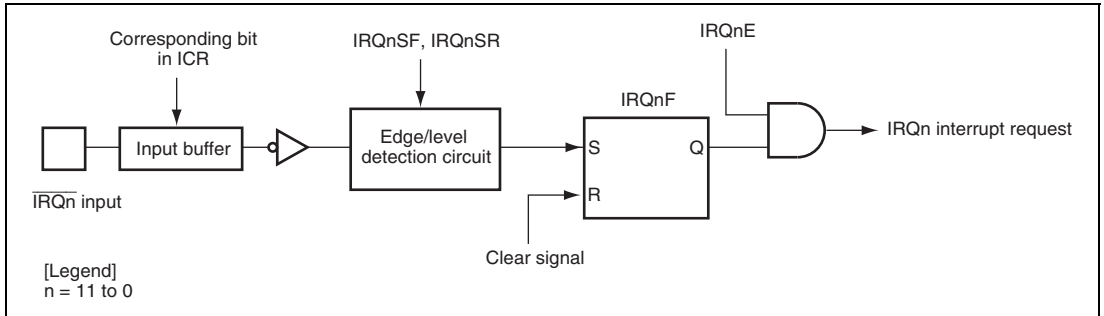 Corresponding bit
in ICR
IRQnSF, IRQnSR
IRQnE
IRQnF
Input buffer
Edge/level
detection circuit
S
Q
R
IRQn interrupt request
I̅R̅Q̅n̅ input
Clear signal
[Legend]
n = 11 to 0